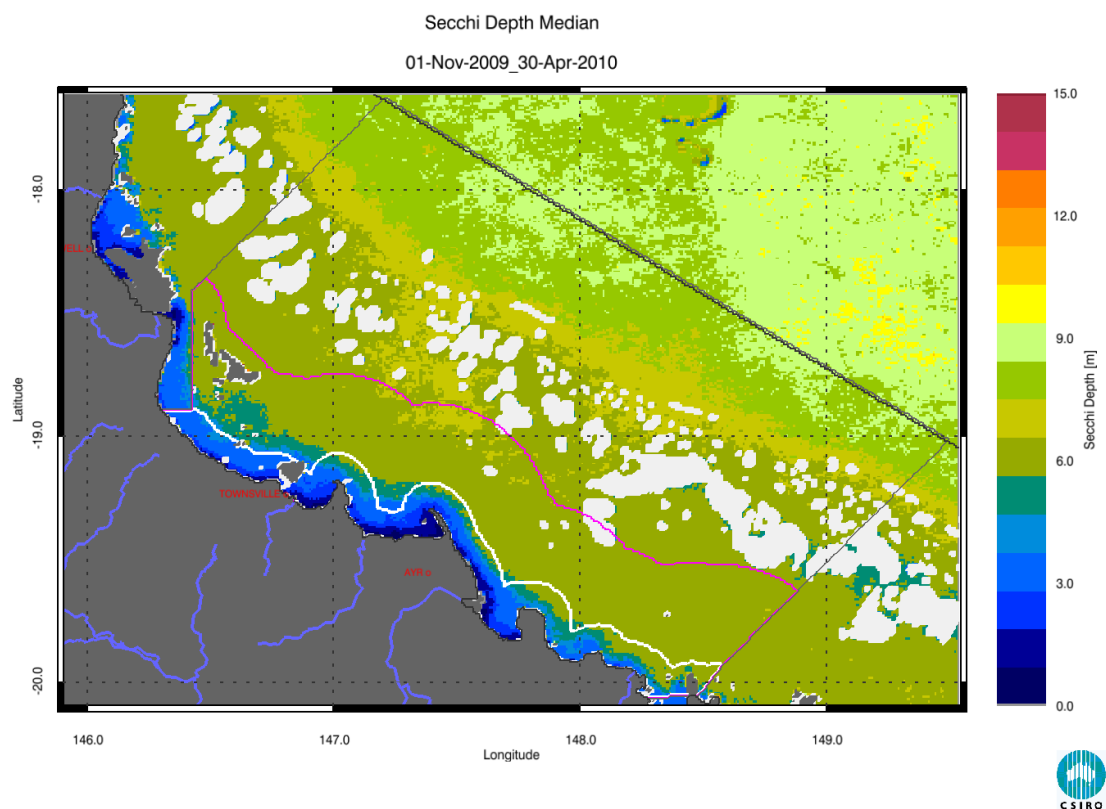 Secchi Depth Median
01-Nov-2009_30-Apr-2010
15.0
12.0
9.0
6.0
3.0
0.0
Secchi Depth [m]
-18.0
-19.0
-20.0
Latitude
TOWNSVILLE
AYR o
146.0
147.0
148.0
149.0
Longitude
CSIRO